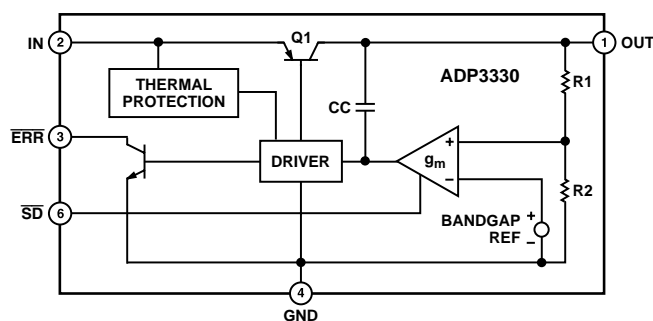 Q1
IN 2
1 OUT
THERMAL
PROTECTION
ADP3330
R1
CC
ERR 3
DRIVER
+
gm
−
R2
SD 6
BANDGAP
REF
+
−
4
GND